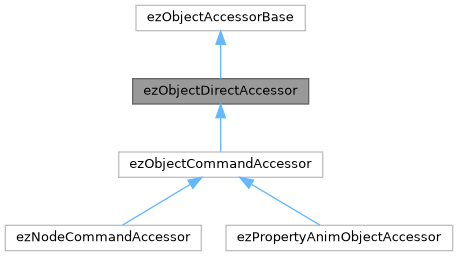 ezObjectAccessorBase
ezObjectDirectAccessor
ezObjectCommandAccessor
ezNodeCommandAccessor
ezPropertyAnimObjectAccessor